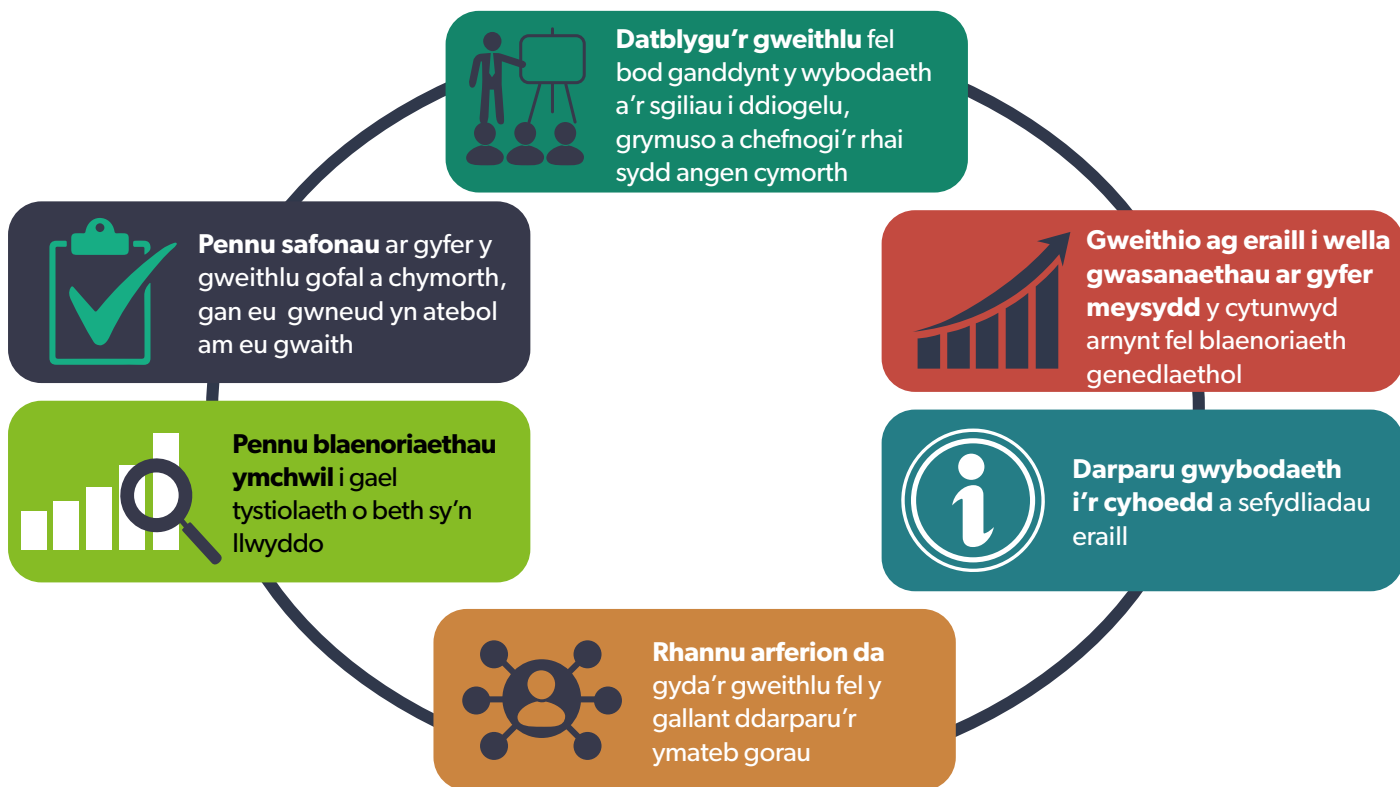 Datblygu'r gweithlu fel
bod ganddynt y wybodaeth
a'r sgiliau i ddiogelu,
grymuso a chefnogi'r rhai
sydd angen cymorth
Pennu safonau ar gyfer y
gweithlu gofal a chymorth,
gan eu gwneud yn atebol
am eu gwaith
Gweithio ag eraill i wella
gwasanaethau ar gyfer
meysydd y cytunwyd
arnynt fel blaenoriaeth
genedlaethol
Pennu blaenoriaethau
ymchwil i gael
tystiolaeth o beth sy'n
llwyddo
Darparu gwybodaeth
i'r cyhoedd a sefydliadau
eraill
Rhannu arferion da
gyda'r gweithlu fel y
gallant ddarparu'r
ymateb gorau